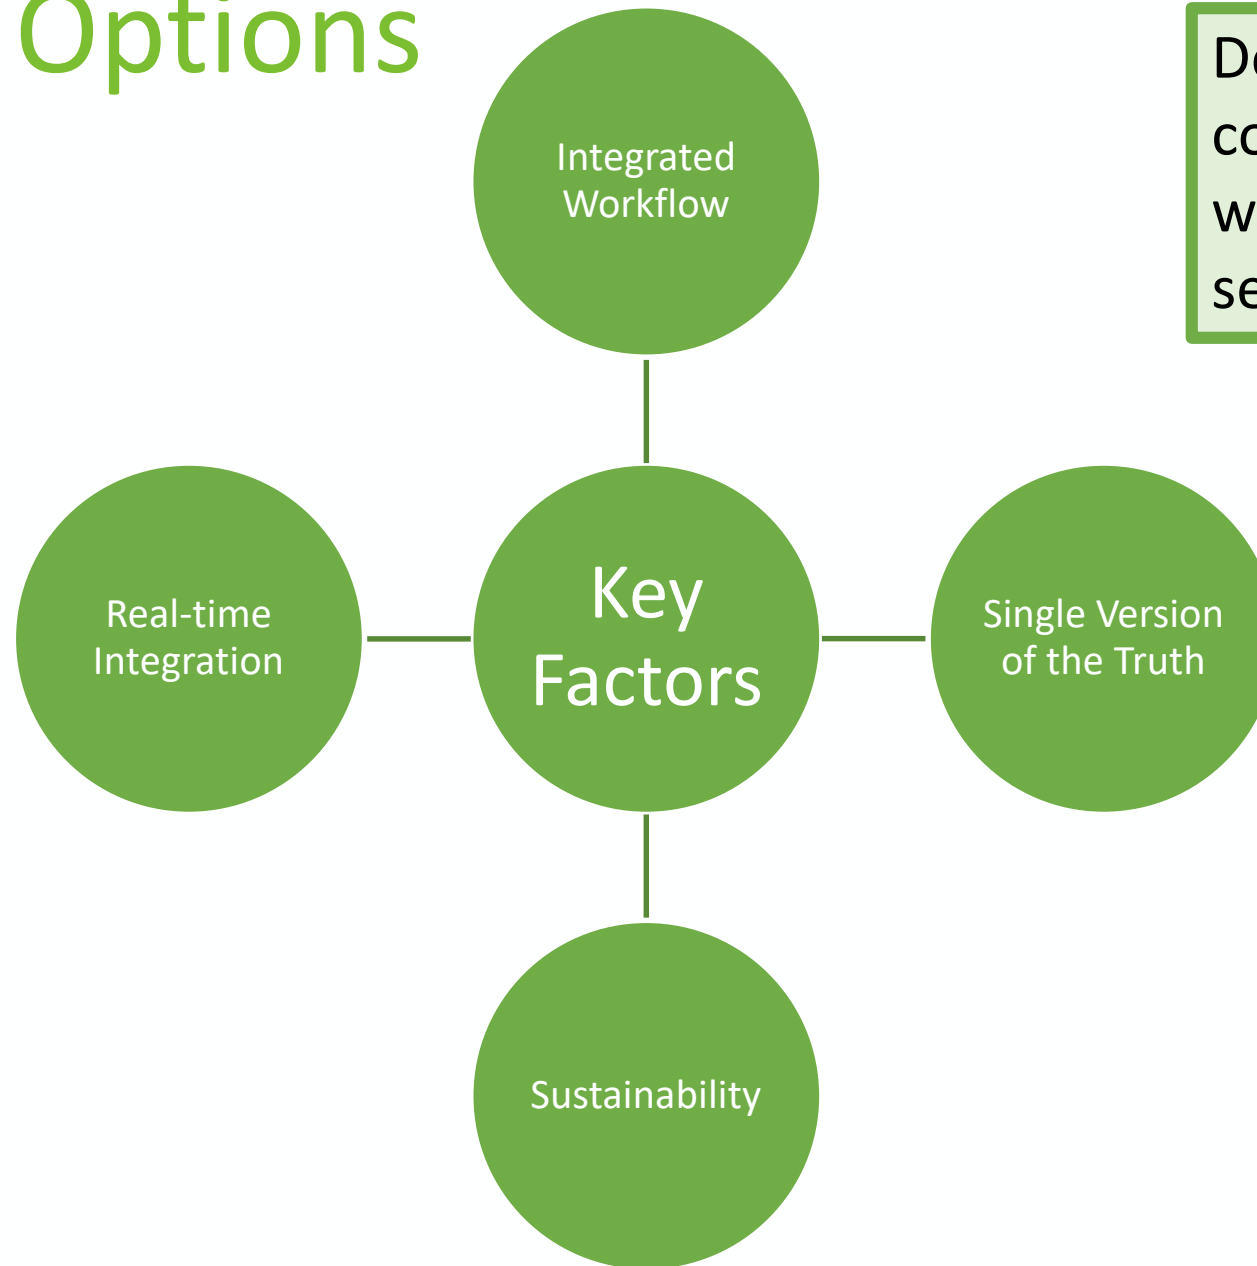 Options
Integrated
Workflow
Real-time
Integration
Key
Factors
Single Version
of the Truth
Sustainability